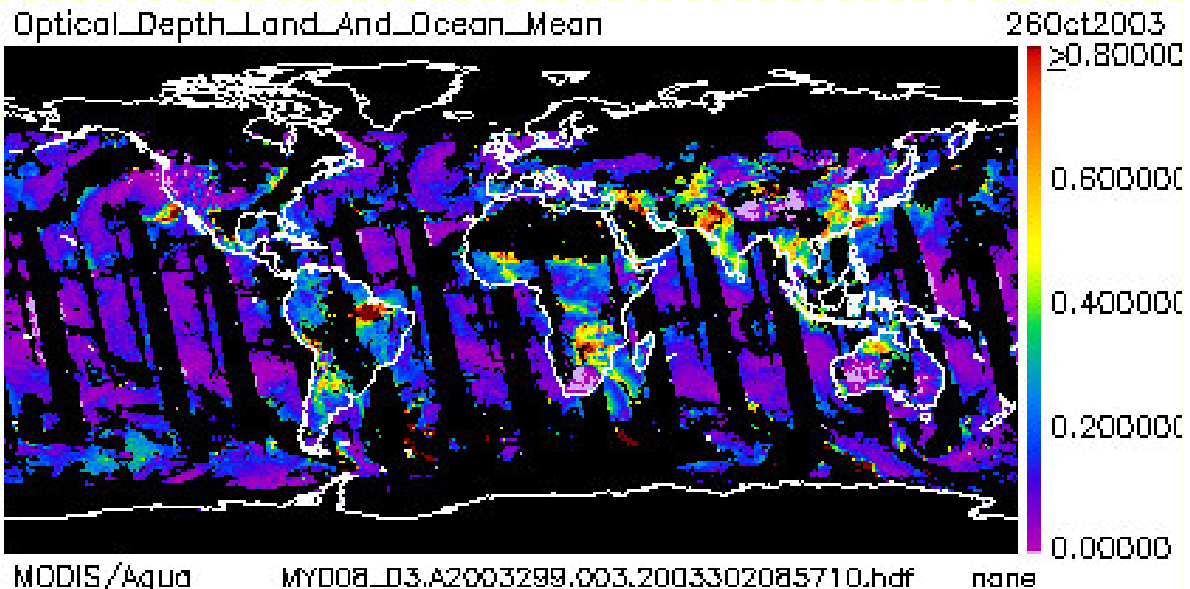 Optical_Depth_Land_And_Ocean_Mean 26Oct2003
≥0.80000
0.600000
0.400000
0.200000
0.00000
MODIS/Aqua MYD08_D3.A2003299.003.2003302085710.hdf none